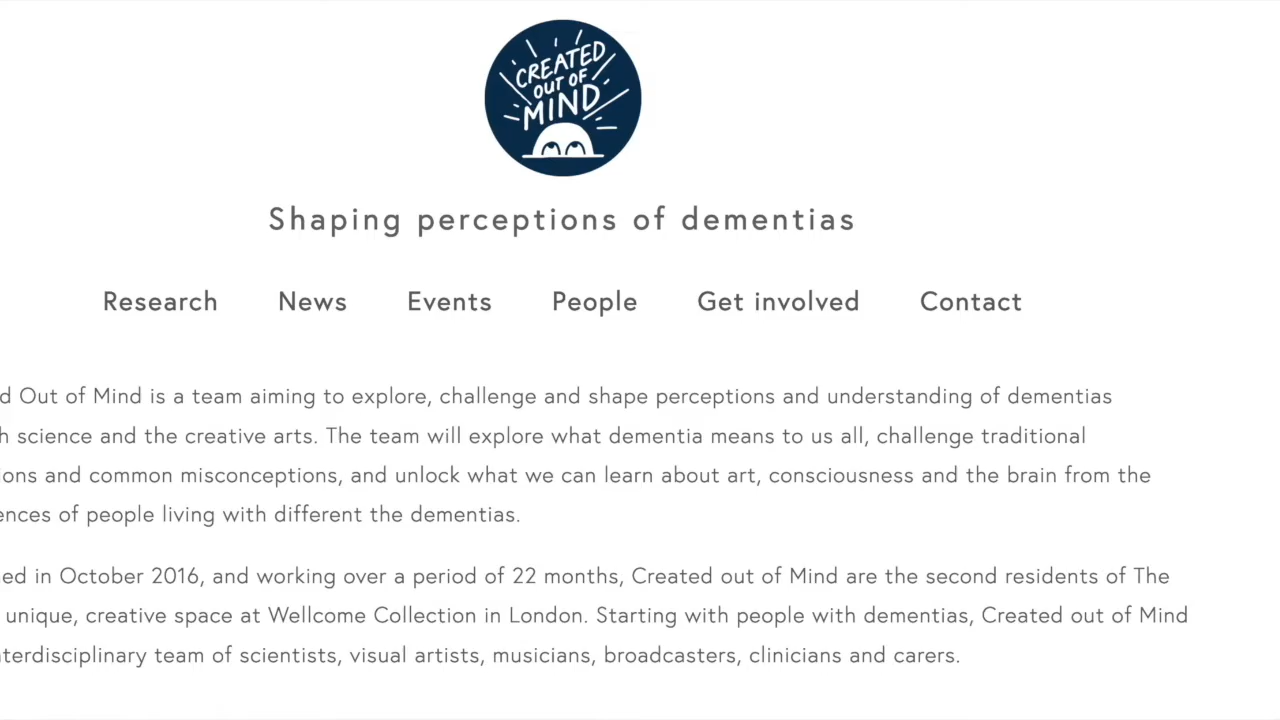 CREATED
OUT OF
MIND
Shaping perceptions of dementias
Research News Events People Get involved Contact
d Out of Mind is a team aiming to explore, challenge and shape perceptions and understanding of dementias
h science and the creative arts. The team will explore what dementia means to us all, challenge traditional
ions and common misconceptions, and unlock what we can learn about art, consciousness and the brain from the
ences of people living with different the dementias.
ed in October 2016, and working over a period of 22 months, Created out of Mind are the second residents of The
unique, creative space at Wellcome Collection in London. Starting with people with dementias, Created out of Mind
terdisciplinary team of scientists, visual artists, musicians, broadcasters, clinicians and carers.